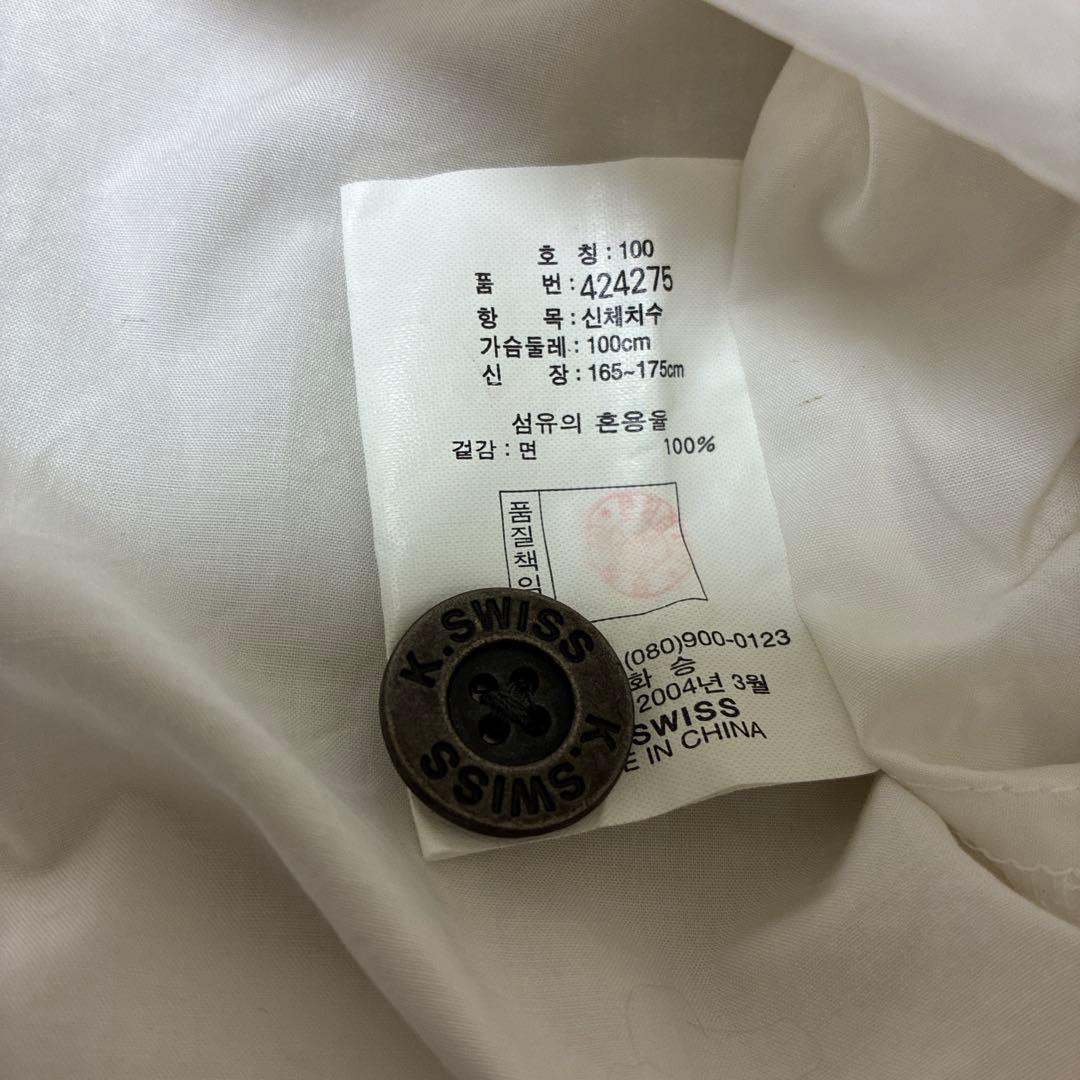 호 칭 : 100
품 번 : 424275
항 목 : 신체치수
가슴둘레 : 100cm
신 장 : 165~175cm
섬유의 혼용율
겉감 : 면 100%
품질책임
(080)900-0123
화 승
2004년 3월
SWISS
E IN CHINA
K.SWISS
K.SWISS